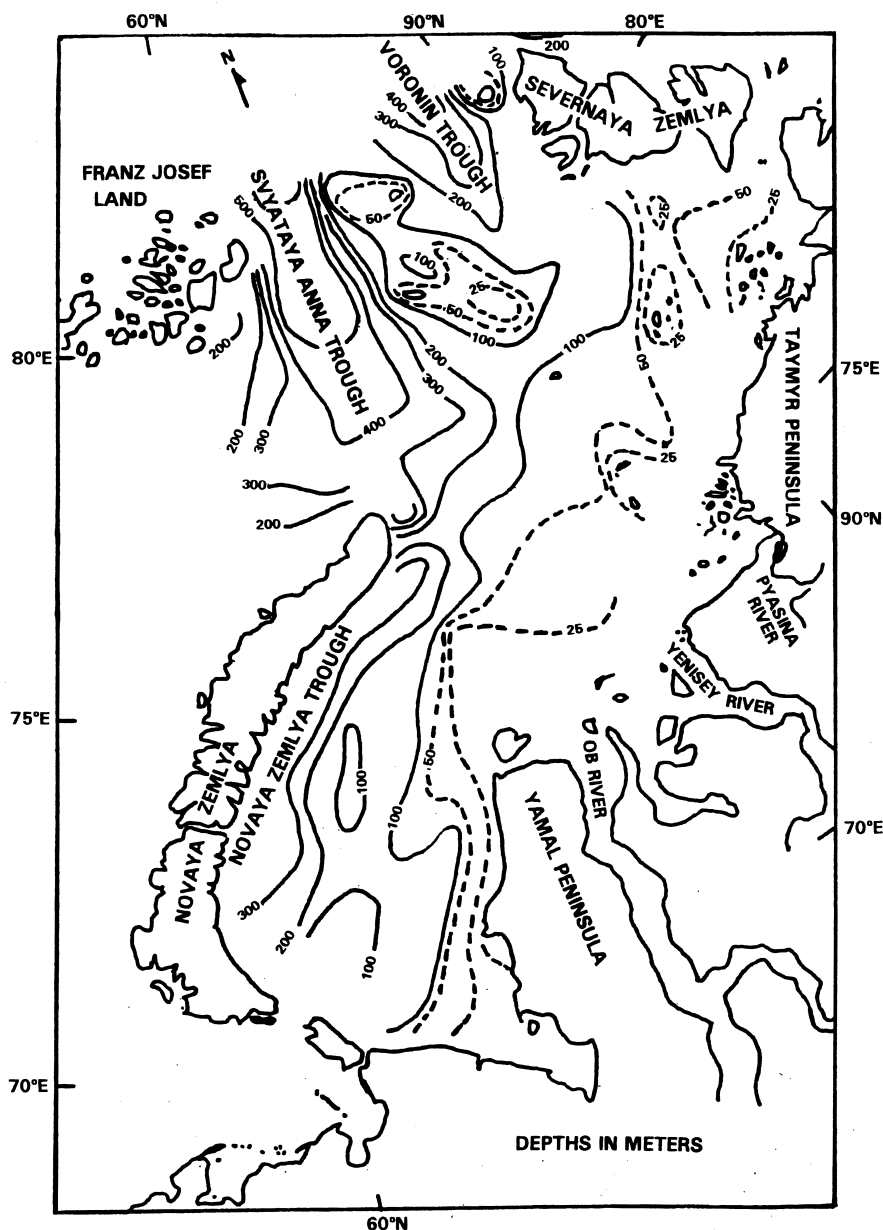 60°N 90°N 80°E
N
VORONIN TROUGH
100
200
100
400
300
200
SEVERNAYA ZEMLYA
FRANZ JOSEF
LAND
SVYATAYA ANNA TROUGH
500
50
100
25
50
100
200
300
400
25
50
25
25
100
50
25
200
200
300
80°E
75°E
TAYMYR PENINSULA
300
200
90°N
PYASINA
RIVER
25
YENISEY RIVER
75°E
NOVAYA ZEMLYA
NOVAYA ZEMLYA TROUGH
100
50
100
OB RIVER
YAMAL PENINSULA
70°E
300
200
100
70°E
DEPTHS IN METERS
60°N